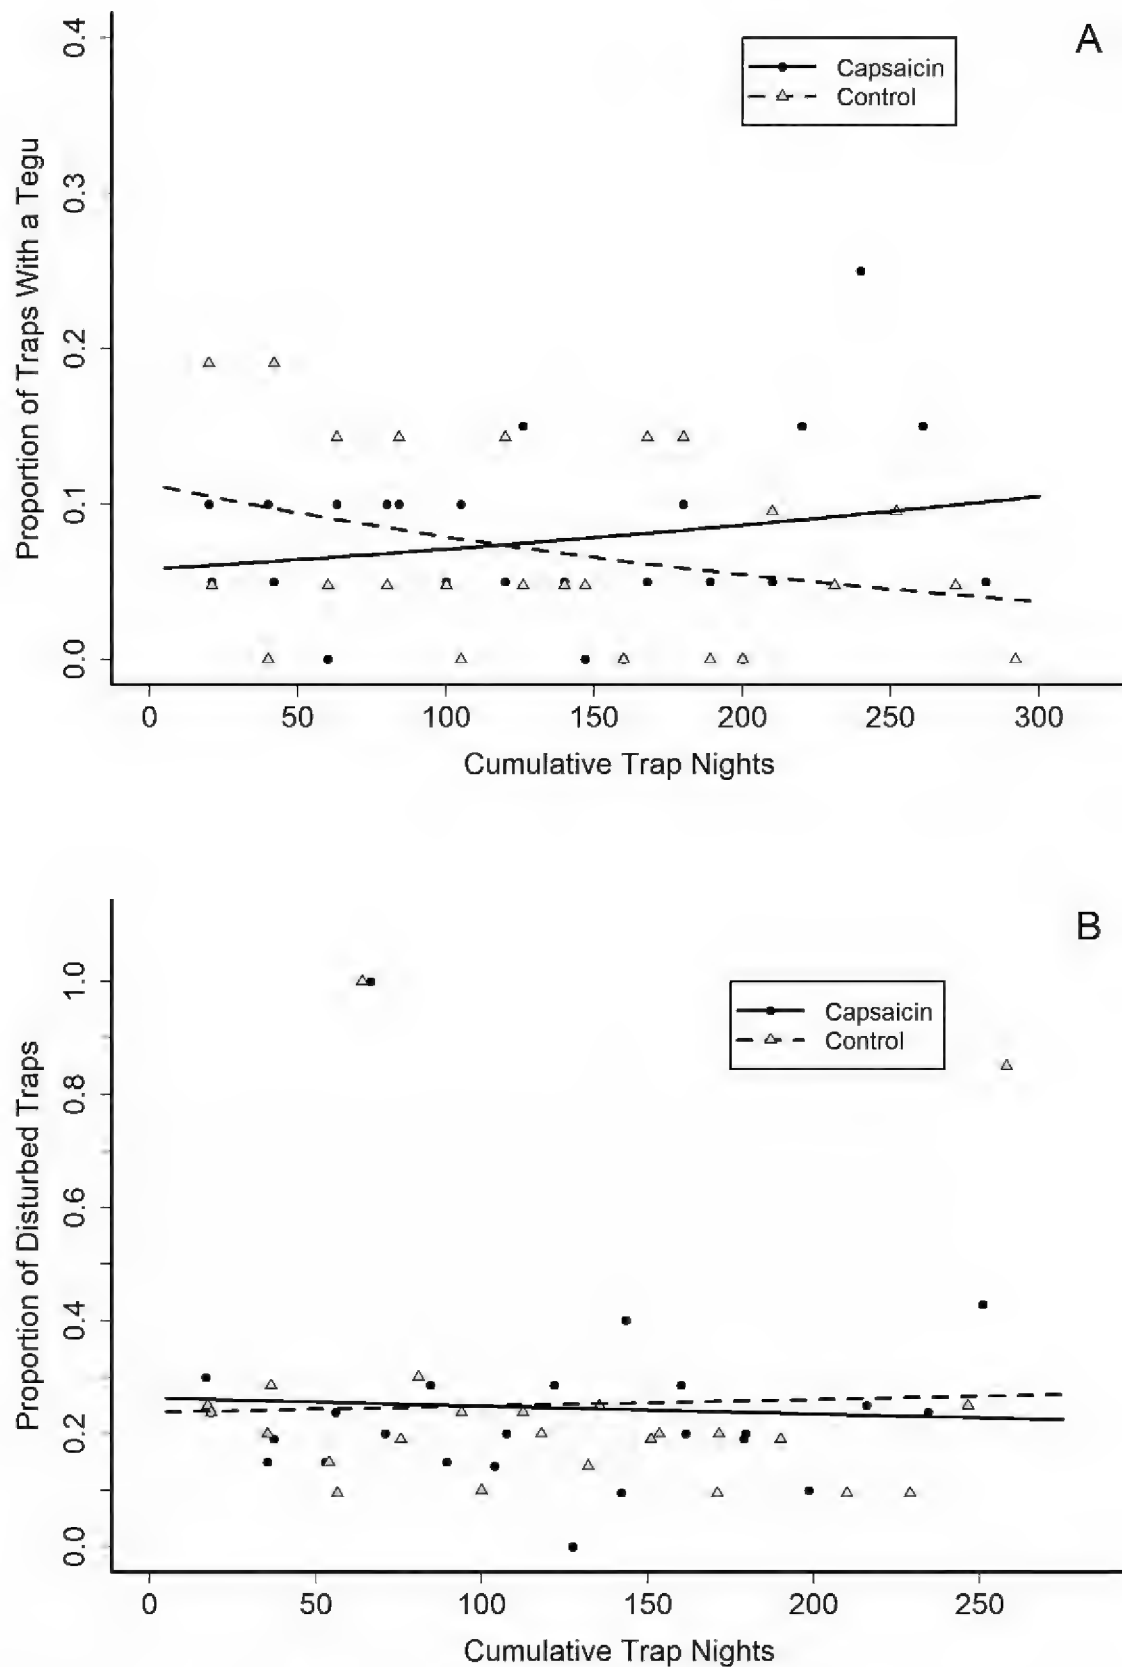 A
Capsaicin
Control
Proportion of Traps With a Tegu
0.4
0.3
0.2
0.1
0.0
0 50 100 150 200 250 300
Cumulative Trap Nights
B
Capsaicin
Control
Proportion of Disturbed Traps
1.0
0.8
0.6
0.4
0.2
0.0
0 50 100 150 200 250
Cumulative Trap Nights